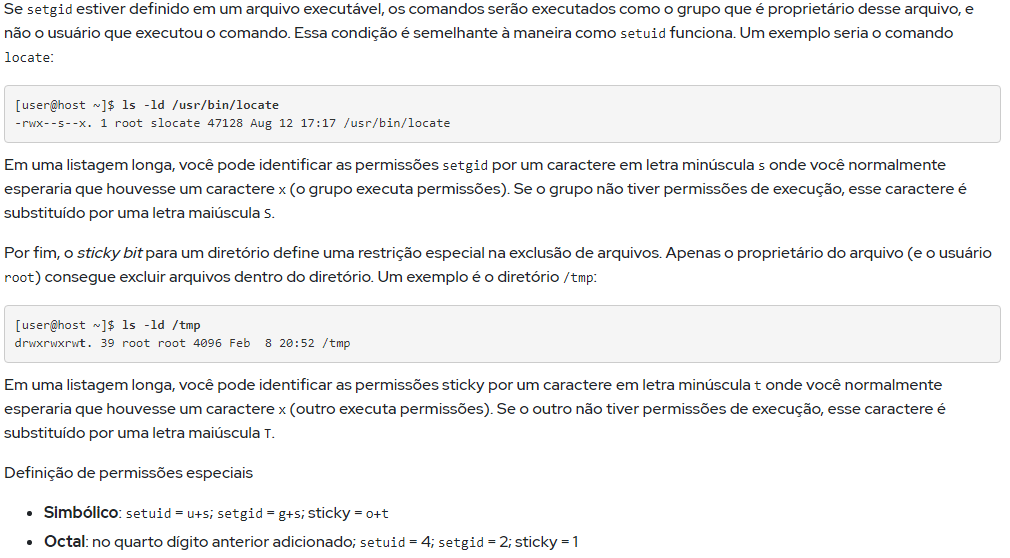 Se setgid estiver definido em um arquivo executável, os comandos serão executados como o grupo que é proprietário desse arquivo, e
não o usuário que executou o comando. Essa condição é semelhante à maneira como setuid funciona. Um exemplo seria o comando
locate:
[user@host ~]$ ls -ld /usr/bin/locate
-rwx--s--x. 1 root slocate 47128 Aug 12 17:17 /usr/bin/locate
Em uma listagem longa, você pode identificar as permissões setgid por um caractere em letra minúscula s onde você normalmente
esperaria que houvesse um caractere x (o grupo executa permissões). Se o grupo não tiver permissões de execução, esse caractere é
substituído por uma letra maiúscula S.
Por fim, o sticky bit para um diretório define uma restrição especial na exclusão de arquivos. Apenas o proprietário do arquivo (e o usuário
root) consegue excluir arquivos dentro do diretório. Um exemplo é o diretório /tmp:
[user@host ~]$ ls -ld /tmp
drwxrwxrwt. 39 root root 4096 Feb  8 20:52 /tmp
Em uma listagem longa, você pode identificar as permissões sticky por um caractere em letra minúscula t onde você normalmente
esperaria que houvesse um caractere x (outro executa permissões). Se o outro não tiver permissões de execução, esse caractere é
substituído por uma letra maiúscula T.
Definição de permissões especiais
• Simbólico: setuid = u+s; setgid = g+s; sticky = o+t
• Octal: no quarto dígito anterior adicionado; setuid = 4; setgid = 2; sticky = 1